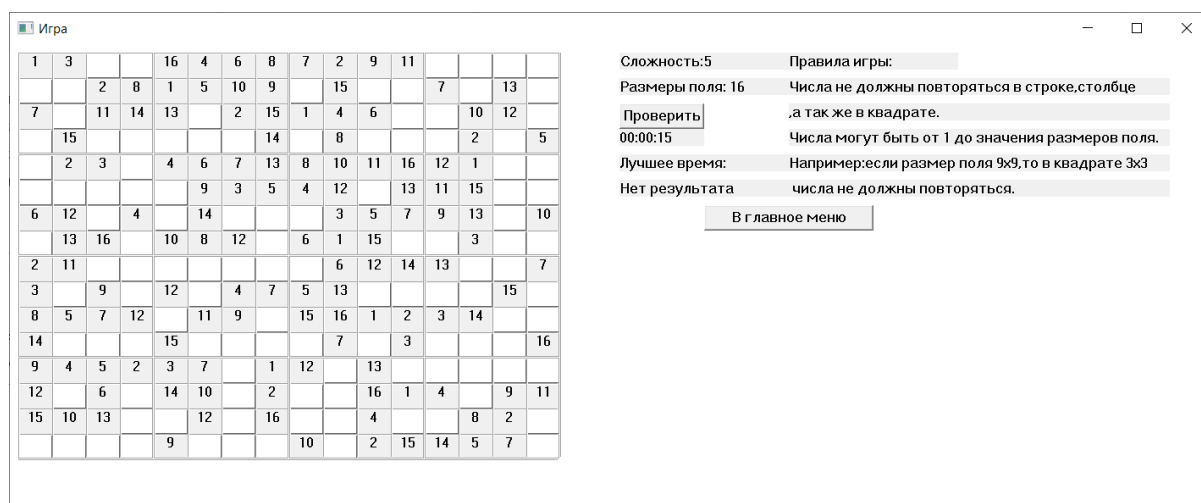 Игра
1 3 16 4 6 8 7 2 9 11
2 8 1 5 10 9 15 7 13
7 11 14 13 2 15 1 4 6 10 12
15 14 8 2 5
2 3 4 6 7 13 8 10 11 16 12 1
9 3 5 4 12 13 11 15
6 12 4 14 3 5 7 9 13 10
13 16 10 8 12 6 1 15 3
2 11 6 12 14 13 7
3 9 12 4 7 5 13 15
8 5 7 12 11 9 15 16 1 2 3 14
14 15 7 3 16
9 4 5 2 3 7 1 12 13
12 6 14 10 2 16 1 4 9 11
15 10 13 12 16 4 8 2
9 10 2 15 14 5 7
Сложность:5
Размеры поля: 16
Проверить
00:00:15
Лучшее время:
Нет результата
Правила игры:
Числа не должны повторяться в строке,столбце
,а так же в квадрате.
Числа могут быть от 1 до значения размеров поля.
Например:если размер поля 9х9,то в квадрате 3х3
числа не должны повторяться.
В главное меню